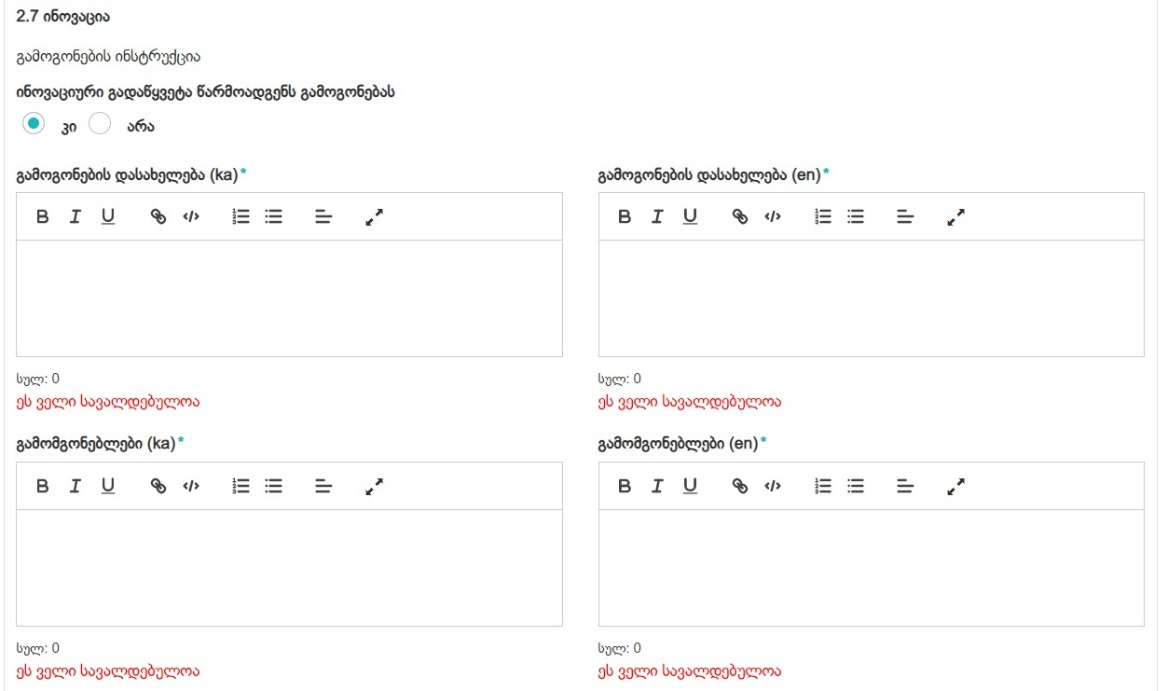 2.7 ინოვაცია
გამოგონების ინსტრუქცია
ინოვაციური გადაწყვეტა წარმოადგენს გამოგონებას
კი არა
გამოგონების დასახელება (ka)* გამოგონების დასახელება (en)*
B I U </> B I U </>
სულ: 0 სულ: 0
ეს ველი სავალდებულოა ეს ველი სავალდებულოა
გამომგონებლები (ka)* გამომგონებლები (en)*
B I U </> B I U </>
სულ: 0 სულ: 0
ეს ველი სავალდებულოა ეს ველი სავალდებულოა